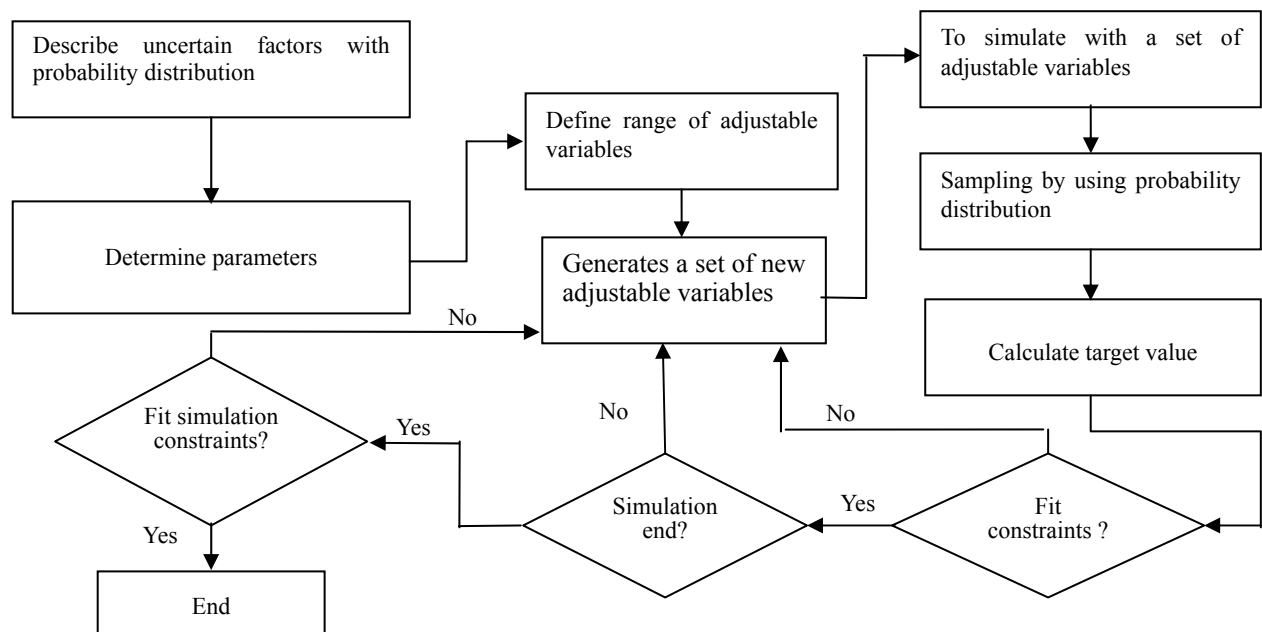 Describe uncertain factors with
probability distribution
Determine parameters
Define range of adjustable
variables
Generates a set of new
adjustable variables
To simulate with a set of
adjustable variables
Sampling by using probability
distribution
Calculate target value
No
Fit simulation
constraints?
Yes
No
Simulation
end?
Yes
No
Fit
constraints ?
Yes
End